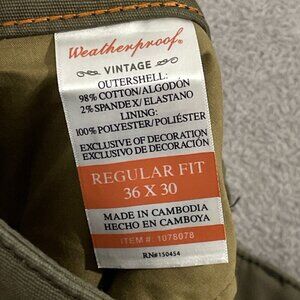 Weatherproof®
VINTAGE
OUTERSHELL:
98% COTTON/ALGODÓN
2% SPANDEX/ELASTANO
LINING:
100% POLYESTER/POLIÉSTER
EXCLUSIVE OF DECORATION
EXCLUSIVO DE DECORACIÓN
REGULAR FIT
36 X 30
MADE IN CAMBODIA
HECHO EN CAMBOYA
ITEM #: 1078078
RN#150454